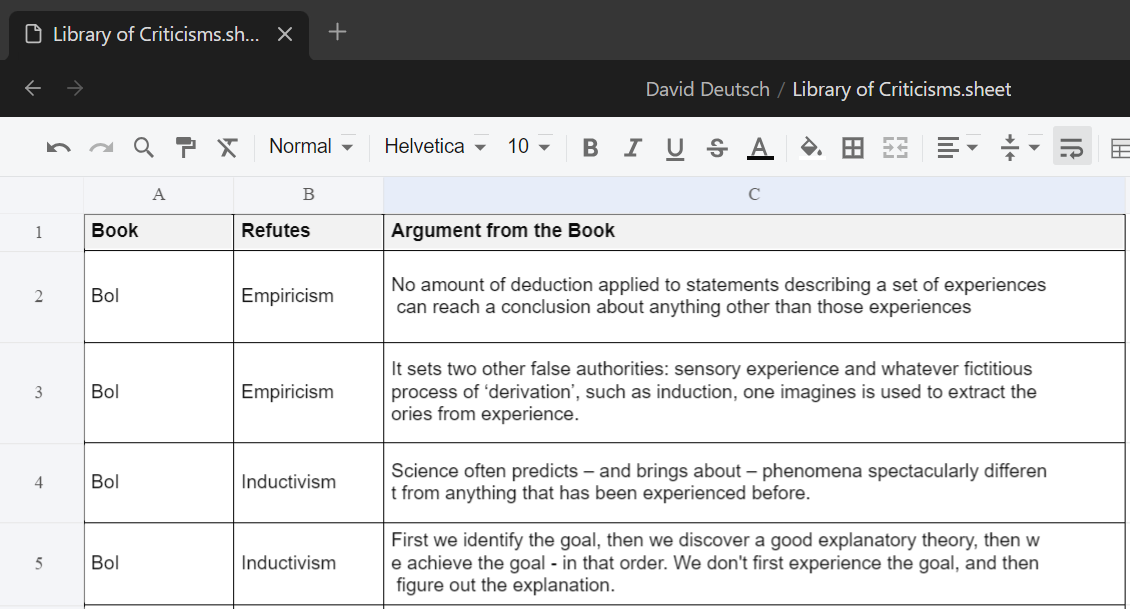 Library of Criticisms.sh...
David Deutsch / Library of Criticisms.sheet
Normal Helvetica 10 B I U S A
A B C
1 Book Refutes Argument from the Book
2 BoI Empiricism
No amount of deduction applied to statements describing a set of experiences
can reach a conclusion about anything other than those experiences
3 BoI Empiricism
It sets two other false authorities: sensory experience and whatever fictitious
process of ‘derivation’, such as induction, one imagines is used to extract the
ories from experience.
4 BoI Inductivism
Science often predicts – and brings about – phenomena spectacularly differen
t from anything that has been experienced before.
5 BoI Inductivism
First we identify the goal, then we discover a good explanatory theory, then w
e achieve the goal - in that order. We don't first experience the goal, and then
figure out the explanation.